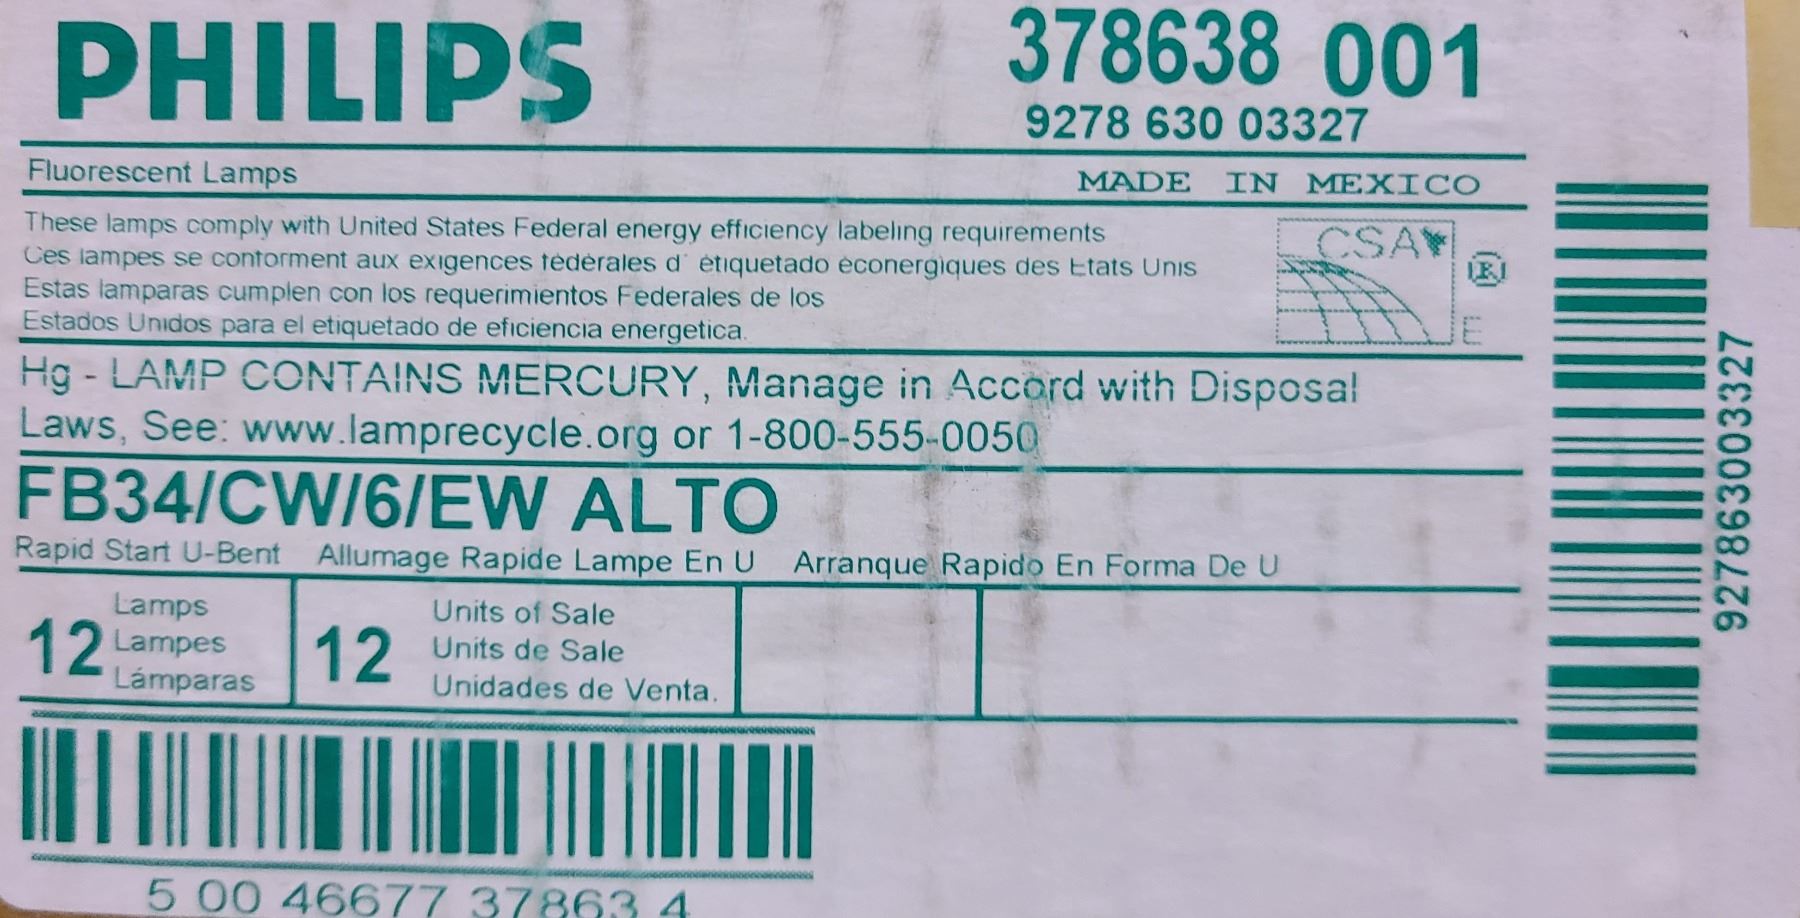 PHILIPS
378638 001
9278 630 03327
Fluorescent Lamps
MADE IN MEXICO
These lamps comply with United States Federal energy efficiency labeling requirements
Ces lampes se contorment aux exigences tédérales d' étiquetado éconergiques des Etats Unis
Estas lamparas cumplen con los requerimientos Federales de los
Estados Unidos para el etiquetado de eficiencia energetica.
CSA
E
Hg - LAMP CONTAINS MERCURY, Manage in Accord with Disposal
Laws, See: www.lamprecycle.org or 1-800-555-0050
FB34/CW/6/EW ALTO
Rapid Start U-Bent Allumage Rapide Lampe En U Arranque Rapido En Forma De U
12
Lamps
Lampes
Lámparas
12
Units of Sale
Units de Sale
Unidades de Venta.
5 00 46677 37863 4
927863003327